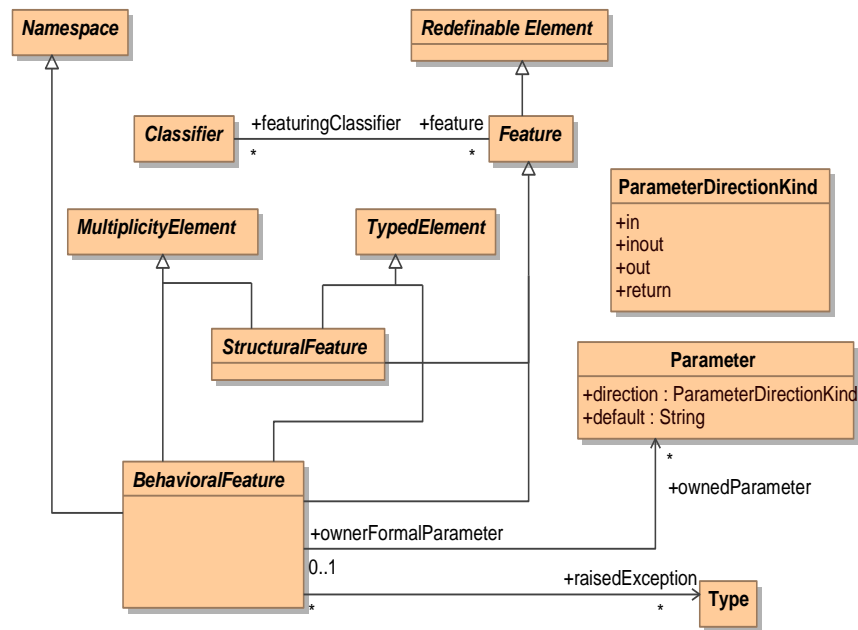 Namespace
Redefinable Element
Classifier
+featuringClassifier
+feature
*
*
Feature
ParameterDirectionKind
+in
+inout
+out
+return
MultiplicityElement
TypedElement
StructuralFeature
Parameter
+direction : ParameterDirectionKind
+default : String
*
+ownedParameter
BehavioralFeature
+ownerFormalParameter
0..1
+raisedException
*
*
Type